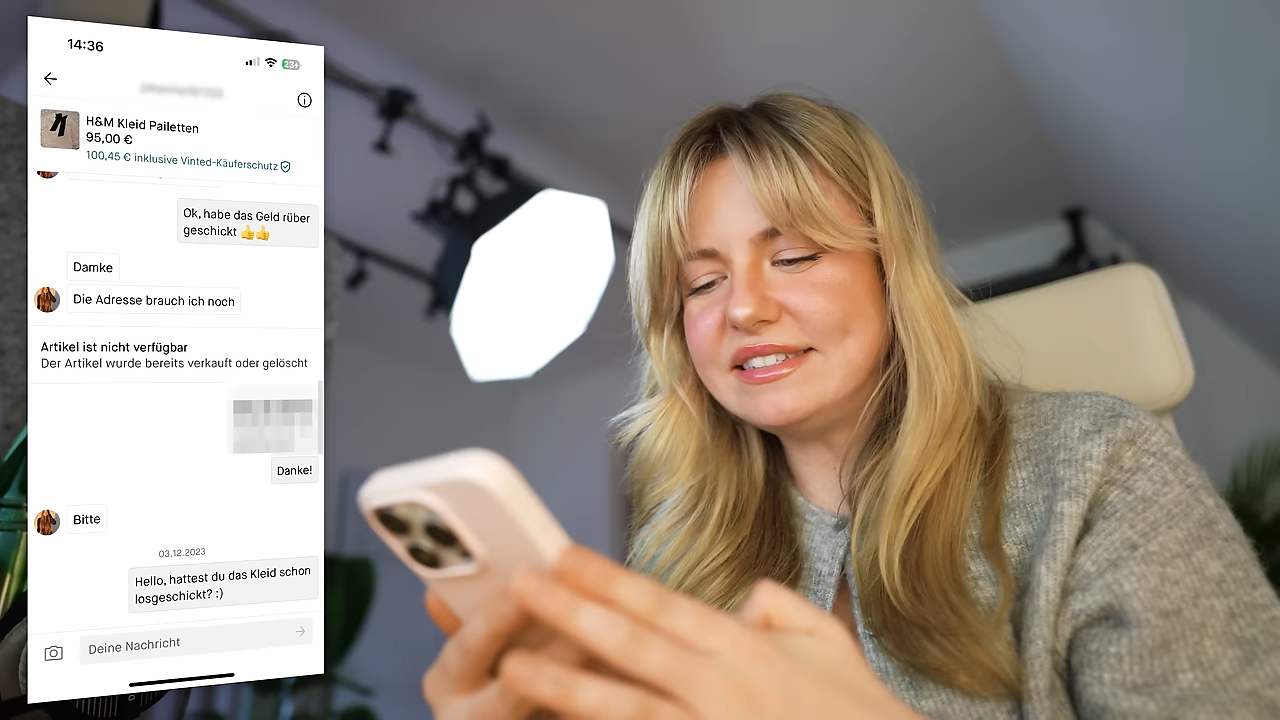 14:36
23
H&M Kleid Pailetten
95,00 €
100,45 € inklusive Vinted-Käuferschutz
Ok, habe das Geld rüber
geschickt 👍👍
Damke
Die Adresse brauch ich noch
Artikel ist nicht verfügbar
Der Artikel wurde bereits verkauft oder gelöscht
Danke!
Bitte
03.12.2023
Hello, hattest du das Kleid schon
losgeschickt? :)
Deine Nachricht